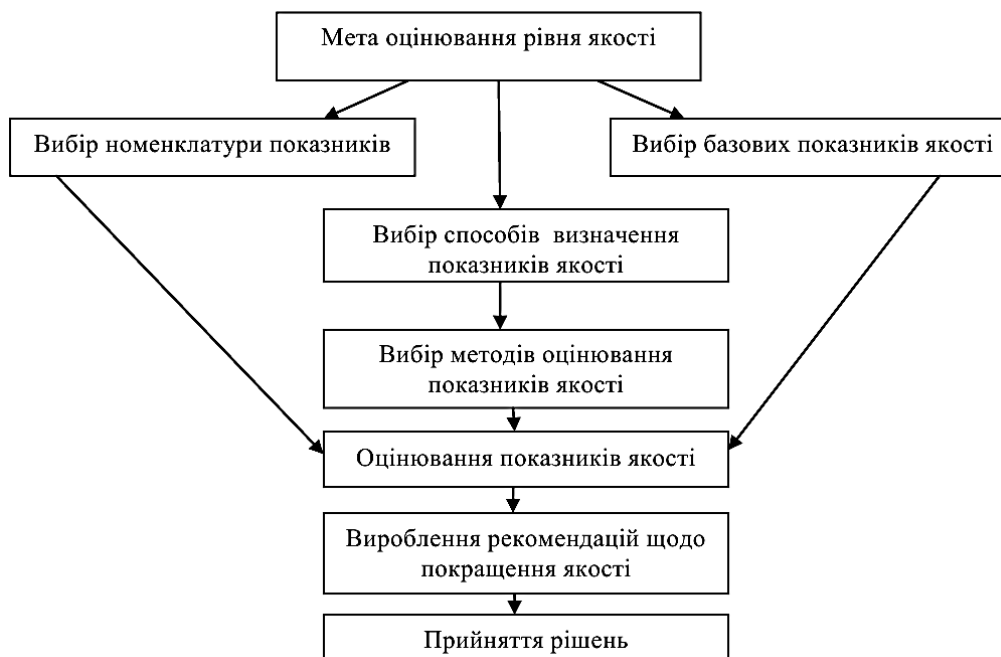 Мета оцінювання рівня якості
Вибір номенклатури показників
Вибір базових показників якості
Вибір способів визначення
показників якості
Вибір методів оцінювання
показників якості
Оцінювання показників якості
Вироблення рекомендацій щодо
покращення якості
Прийняття рішень